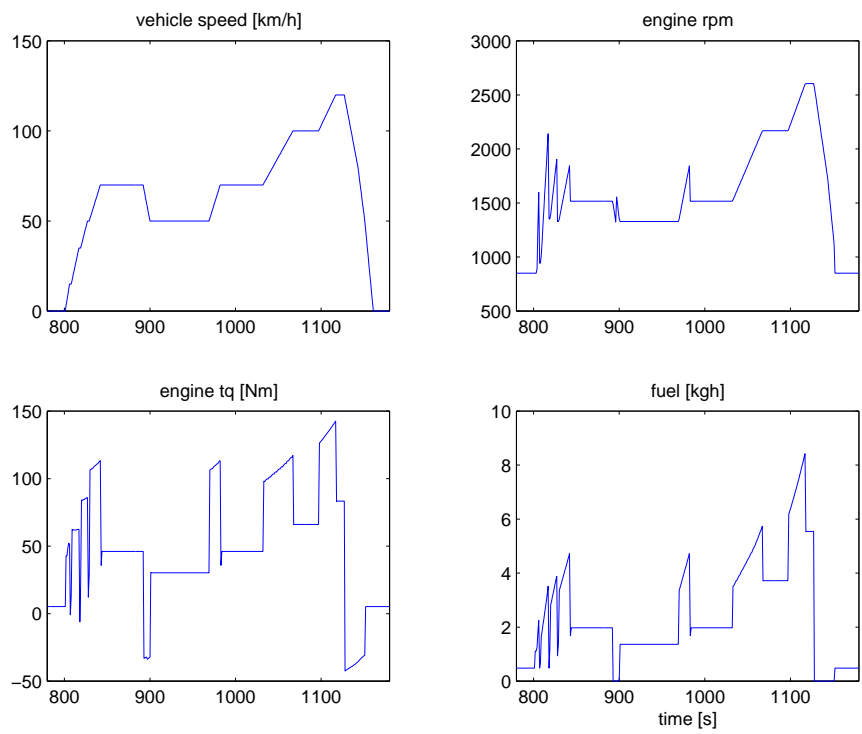 vehicle speed [km/h]
150
100
50
0
800 900 1000 1100
engine rpm
3000
2500
2000
1500
1000
500
800 900 1000 1100
engine tq [Nm]
150
100
50
0
−50
800 900 1000 1100
fuel [kgh]
10
8
6
4
2
0
800 900 1000 1100
time [s]